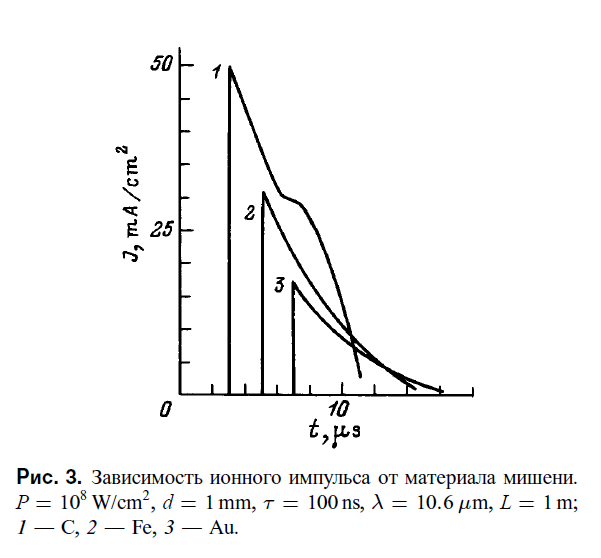 50
1
J, mA/cm²
2
25
3
0
10
t, μs
Рис. 3. Зависимость ионного импульса от материала мишени.
P = 10⁸ W/cm², d = 1 mm, τ = 100 ns, λ = 10.6 μm, L = 1 m;
1 — C, 2 — Fe, 3 — Au.